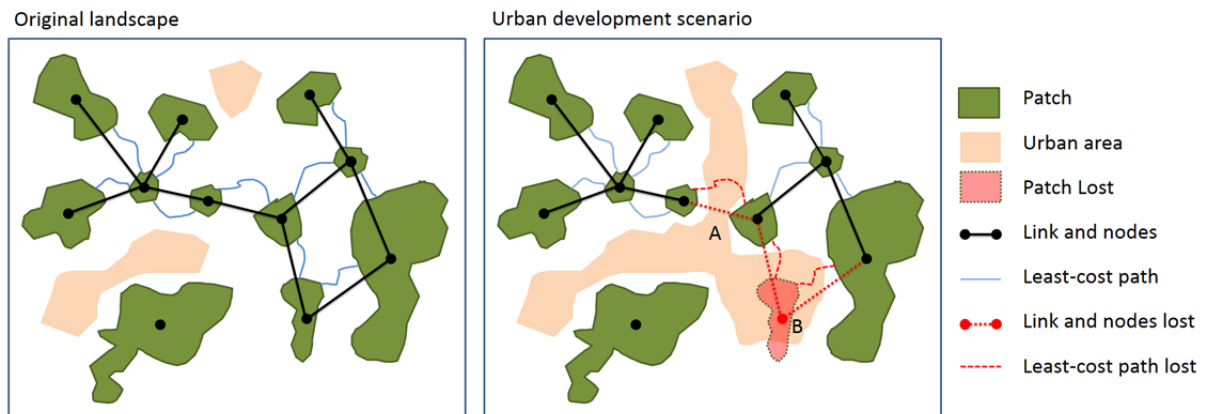 Original landscape
Urban development scenario
A
B
Patch
Urban area
Patch Lost
Link and nodes
Least-cost path
Link and nodes lost
Least-cost path lost